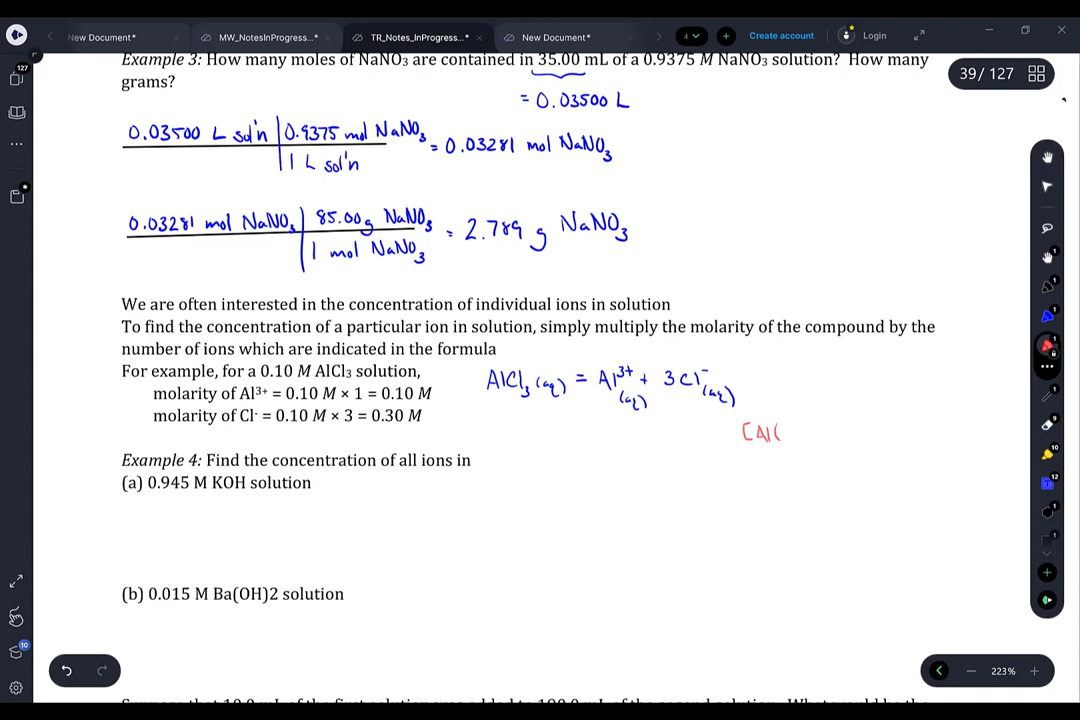 New Document*
MW_NotesInProgress...*
TR_Notes_InProgress...*
New Document*
4
Create account
Login
Example 3: How many moles of NaNO₃ are contained in 35.00 mL of a 0.9375 M NaNO₃ solution? How many
grams?
39 / 127
= 0.03500 L
0.03500 L sol'n | 0.9375 mol NaNO₃ = 0.03281 mol NaNO₃
1 L sol'n
0.03281 mol NaNO₃ | 85.00 g NaNO₃ = 2.789 g NaNO₃
1 mol NaNO₃
We are often interested in the concentration of individual ions in solution
To find the concentration of a particular ion in solution, simply multiply the molarity of the compound by the
number of ions which are indicated in the formula
For example, for a 0.10 M AlCl₃ solution,
AlCl₃ (aq) = Al³⁺ (aq) + 3 Cl⁻ (aq)
molarity of Al³⁺ = 0.10 M × 1 = 0.10 M
molarity of Cl⁻ = 0.10 M × 3 = 0.30 M
[AlC
Example 4: Find the concentration of all ions in
(a) 0.945 M KOH solution
(b) 0.015 M Ba(OH)2 solution
223%